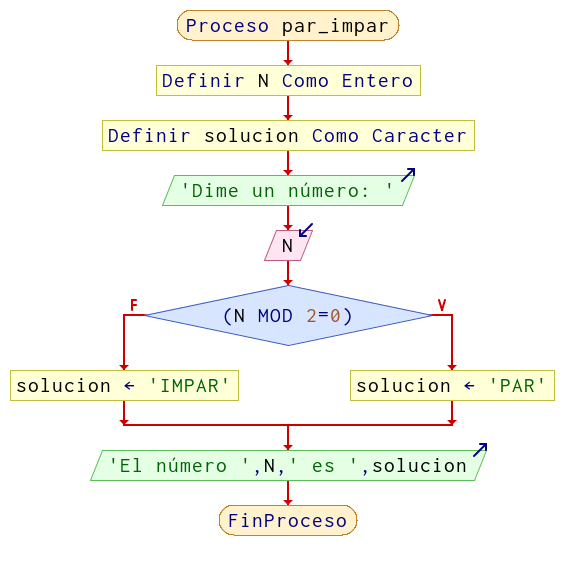 Proceso par_impar
Definir N Como Entero
Definir solucion Como Caracter
'Dime un número: '
N
F
V
(N MOD 2=0)
solucion ← 'IMPAR'
solucion ← 'PAR'
'El número ',N,' es ',solucion
FinProceso